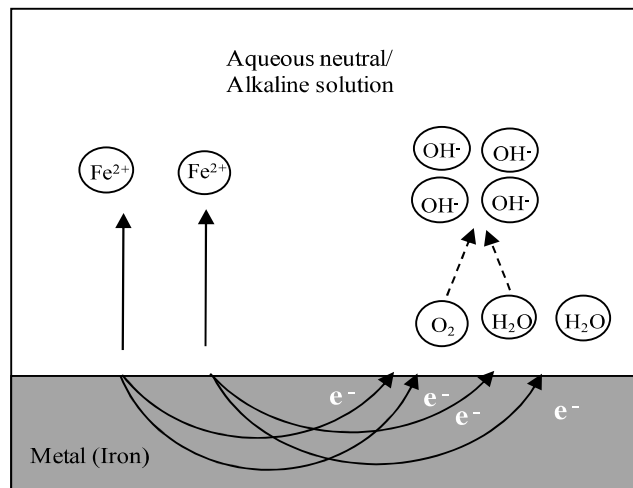 Aqueous neutral/
Alkaline solution
Fe²⁺ Fe²⁺
OH⁻ OH⁻
OH⁻ OH⁻
O₂ H₂O H₂O
e⁻ e⁻ e⁻ e⁻
Metal (Iron)